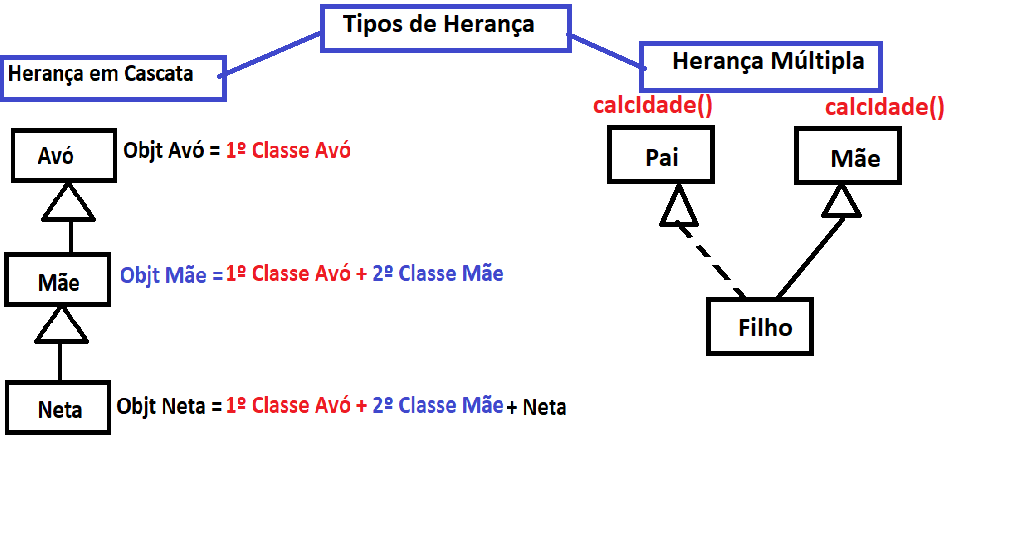 Tipos de Herança
Herança em Cascata
Herança Múltipla
calcIdade()
calcIdade()
Avó
Objt Avó = 1º Classe Avó
Pai
Mãe
Mãe
Objt Mãe = 1º Classe Avó + 2º Classe Mãe
Filho
Neta
Objt Neta = 1º Classe Avó + 2º Classe Mãe + Neta